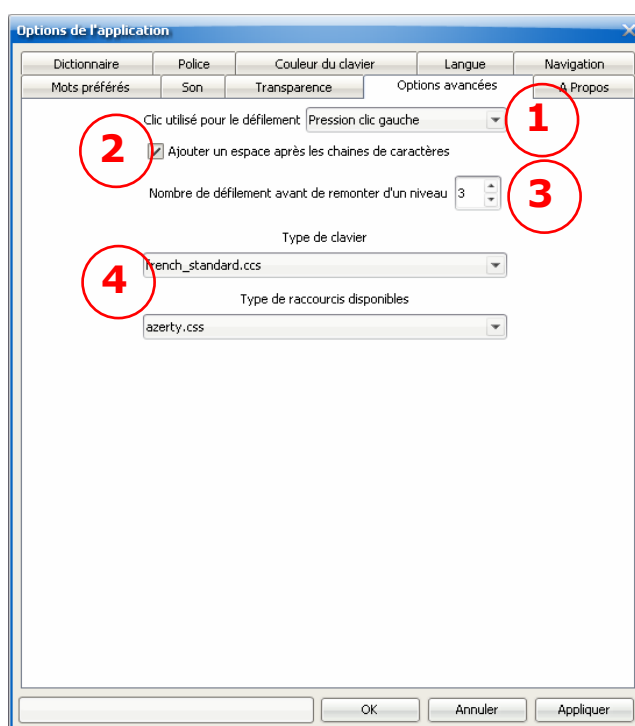 Options de l'application
Dictionnaire Police Couleur du clavier Langue Navigation
Mots préférés Son Transparence Options avancées A Propos
Clic utilisé pour le défilement Pression clic gauche 1
2 Ajouter un espace après les chaines de caractères
Nombre de défilement avant de remonter d'un niveau 3 3
Type de clavier
4 french_standard.ccs
Type de raccourcis disponibles
azerty.css
OK Annuler Appliquer